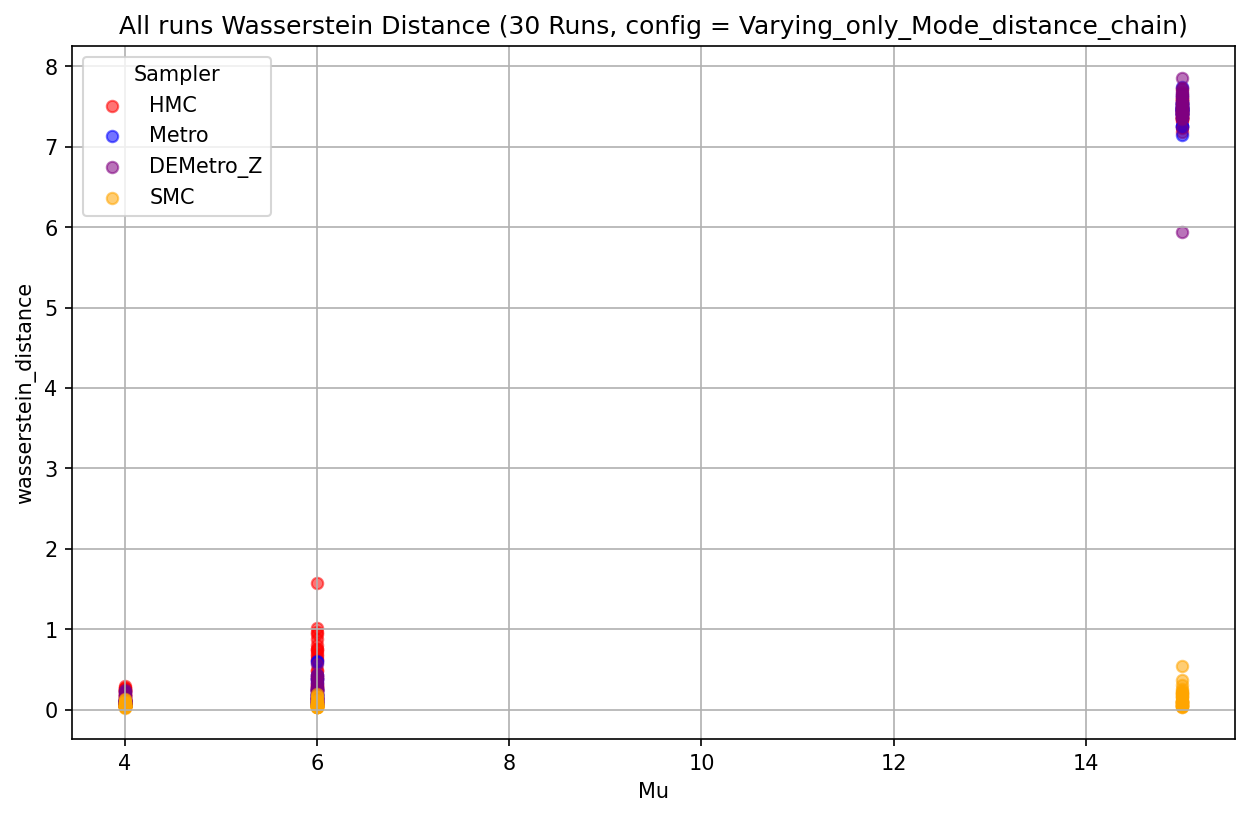 All runs Wasserstein Distance (30 Runs, config = Varying_only_Mode_distance_chain)
Sampler
HMC
Metro
DEMetro_Z
SMC
wasserstein_distance
8
7
6
5
4
3
2
1
0
4
6
8
10
12
14
Mu